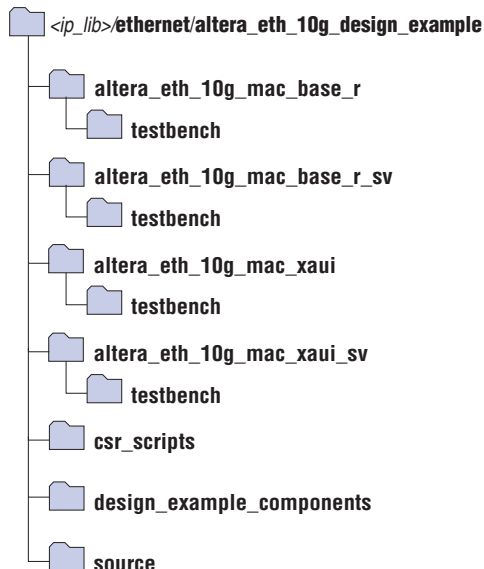 <ip_lib>/ethernet/altera_eth_10g_design_example
altera_eth_10g_mac_base_r
testbench
altera_eth_10g_mac_base_r_sv
testbench
altera_eth_10g_mac_xaui
testbench
altera_eth_10g_mac_xaui_sv
testbench
csr_scripts
design_example_components
source